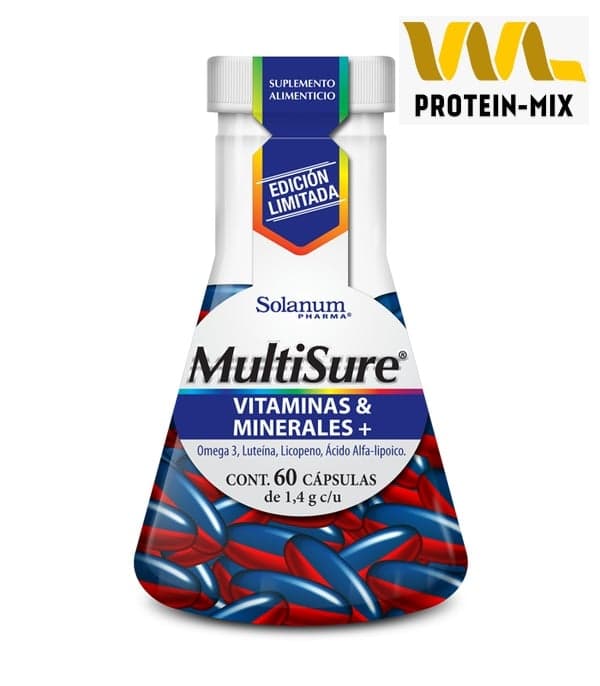 PROTEIN-MIX
SUPLEMENTO
ALIMENTICIO
EDICIÓN
LIMITADA
Solanum
PHARMA®
MultiSure®
VITAMINAS &
MINERALES +
Omega 3, Luteína, Licopeno, Ácido Alfa-lipoico.
CONT. 60 CÁPSULAS
de 1,4 g c/u